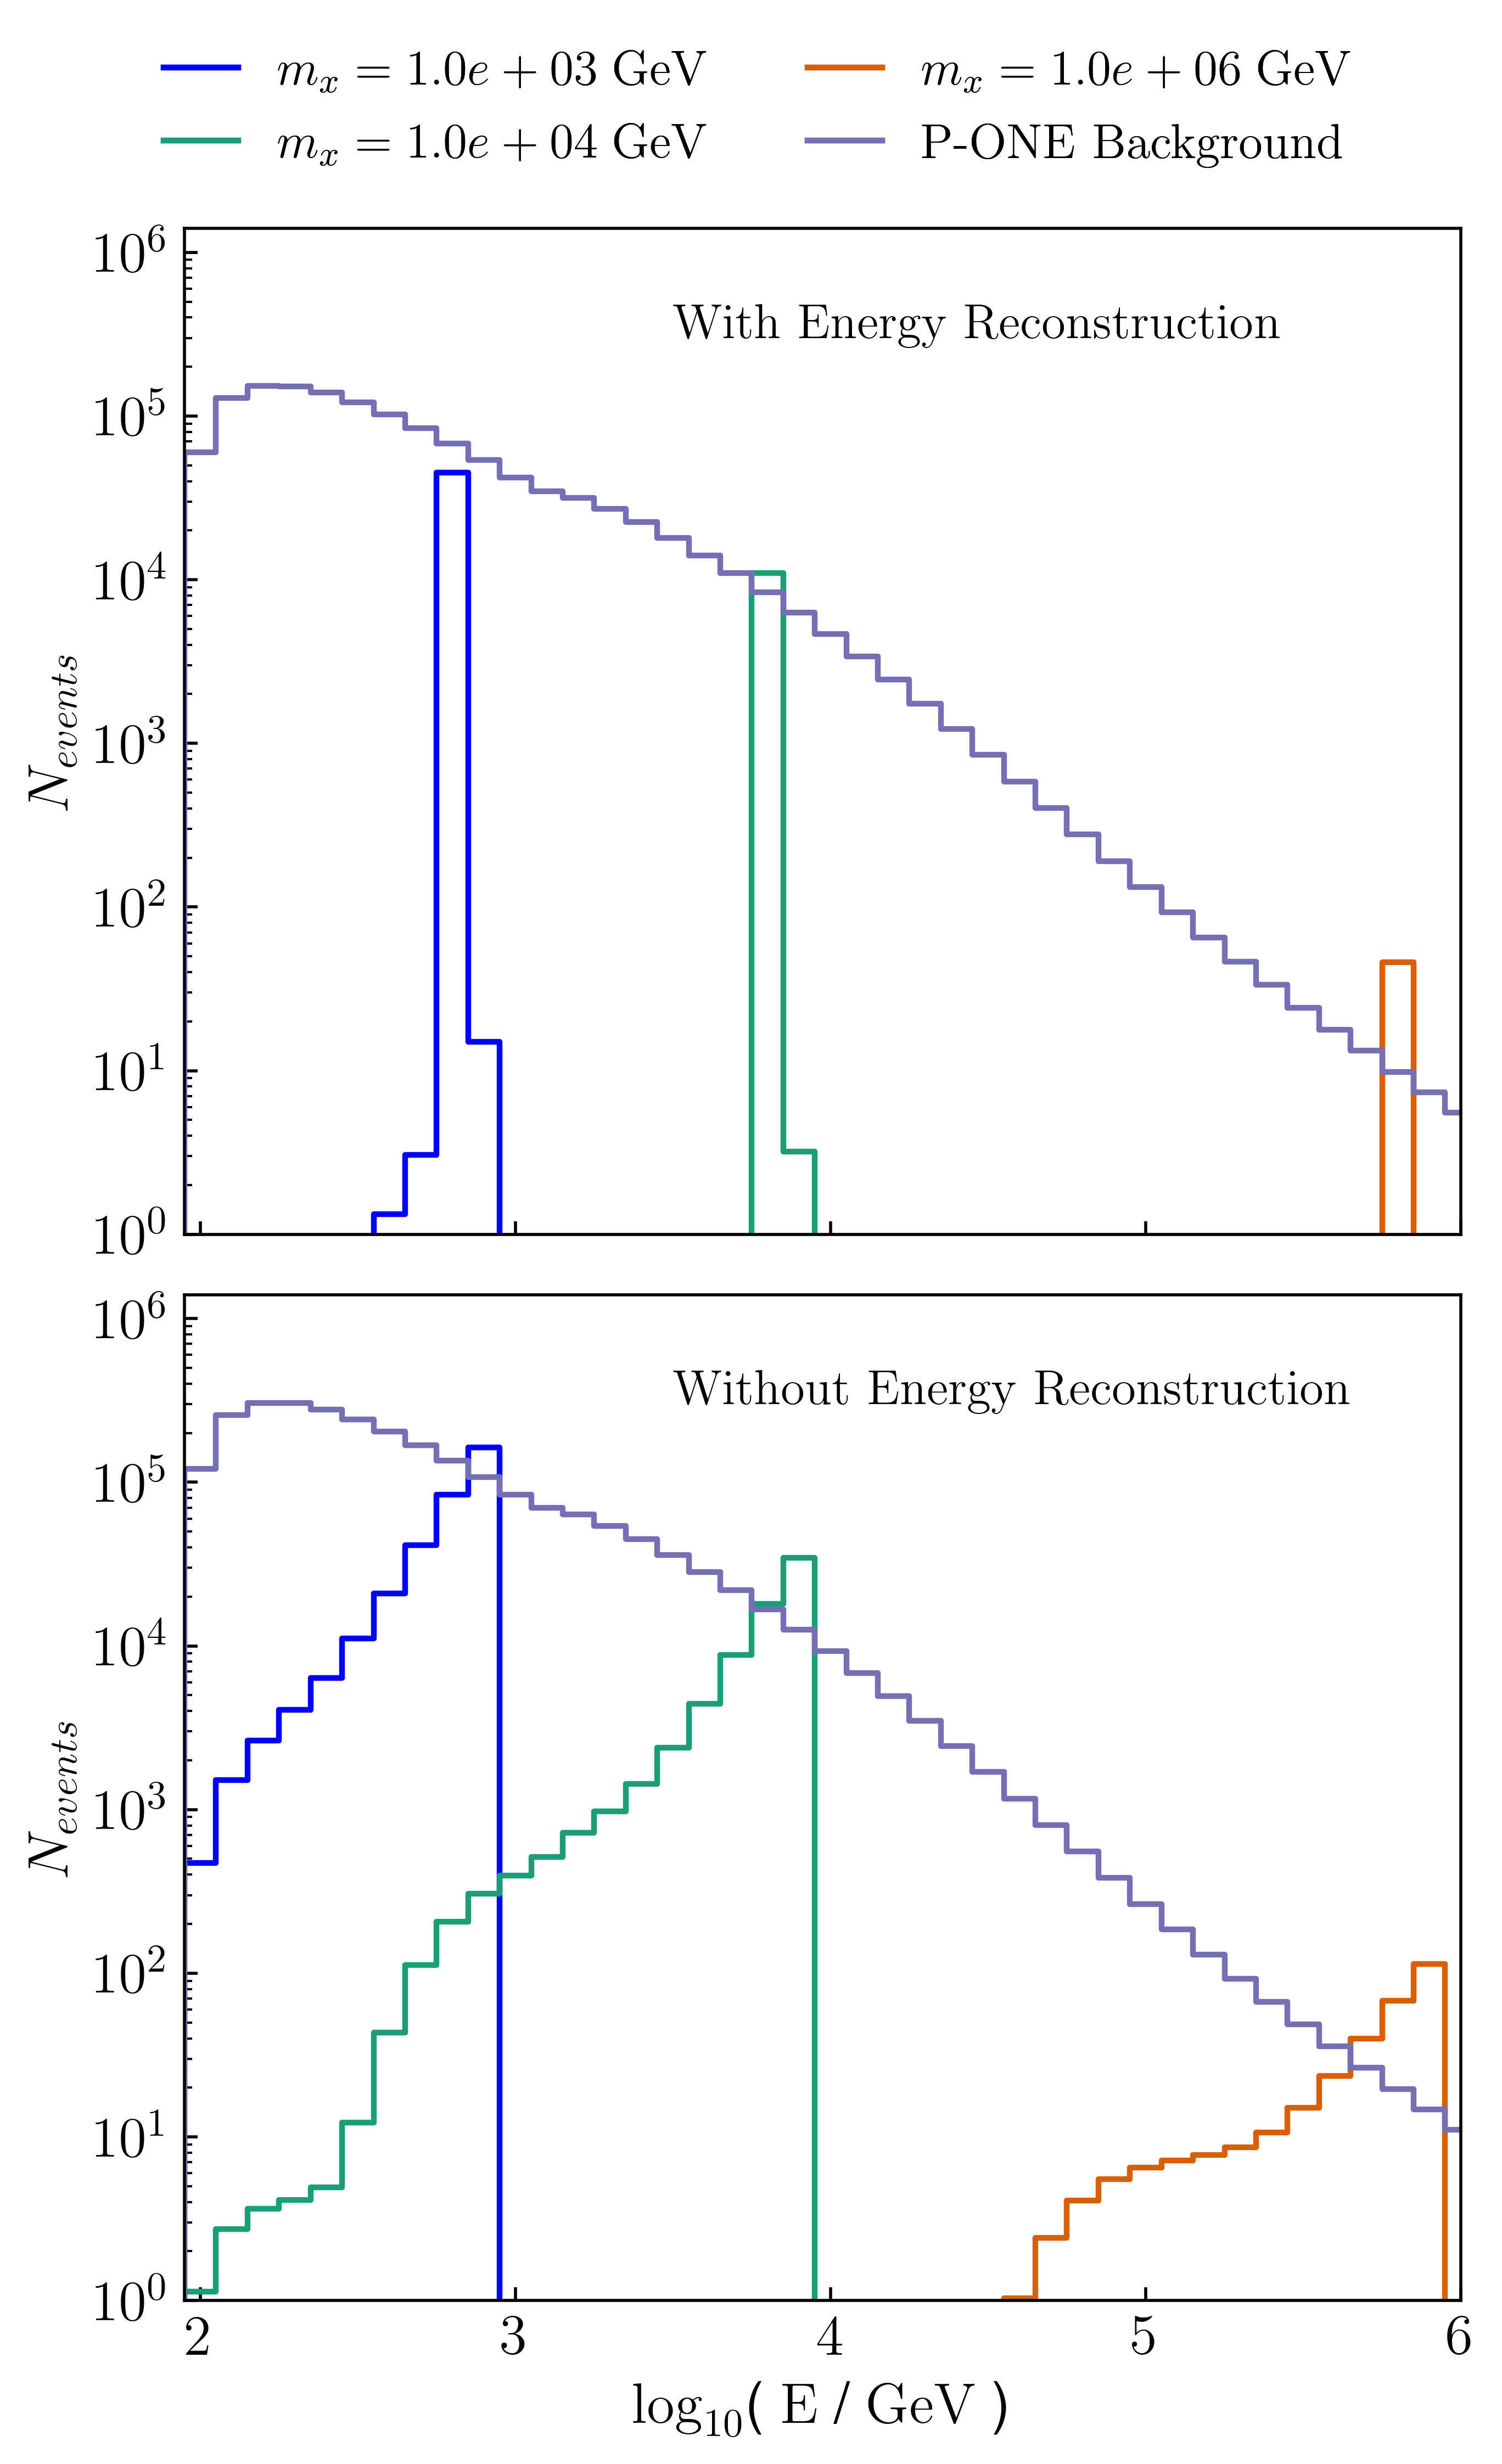 m_x = 1.0e + 03 GeV
m_x = 1.0e + 06 GeV
m_x = 1.0e + 04 GeV
P-ONE Background
With Energy Reconstruction
10^6
10^5
10^4
10^3
10^2
10^1
10^0
N_events
Without Energy Reconstruction
10^6
10^5
10^4
10^3
10^2
10^1
10^0
N_events
2 3 4 5 6
log_10( E / GeV )